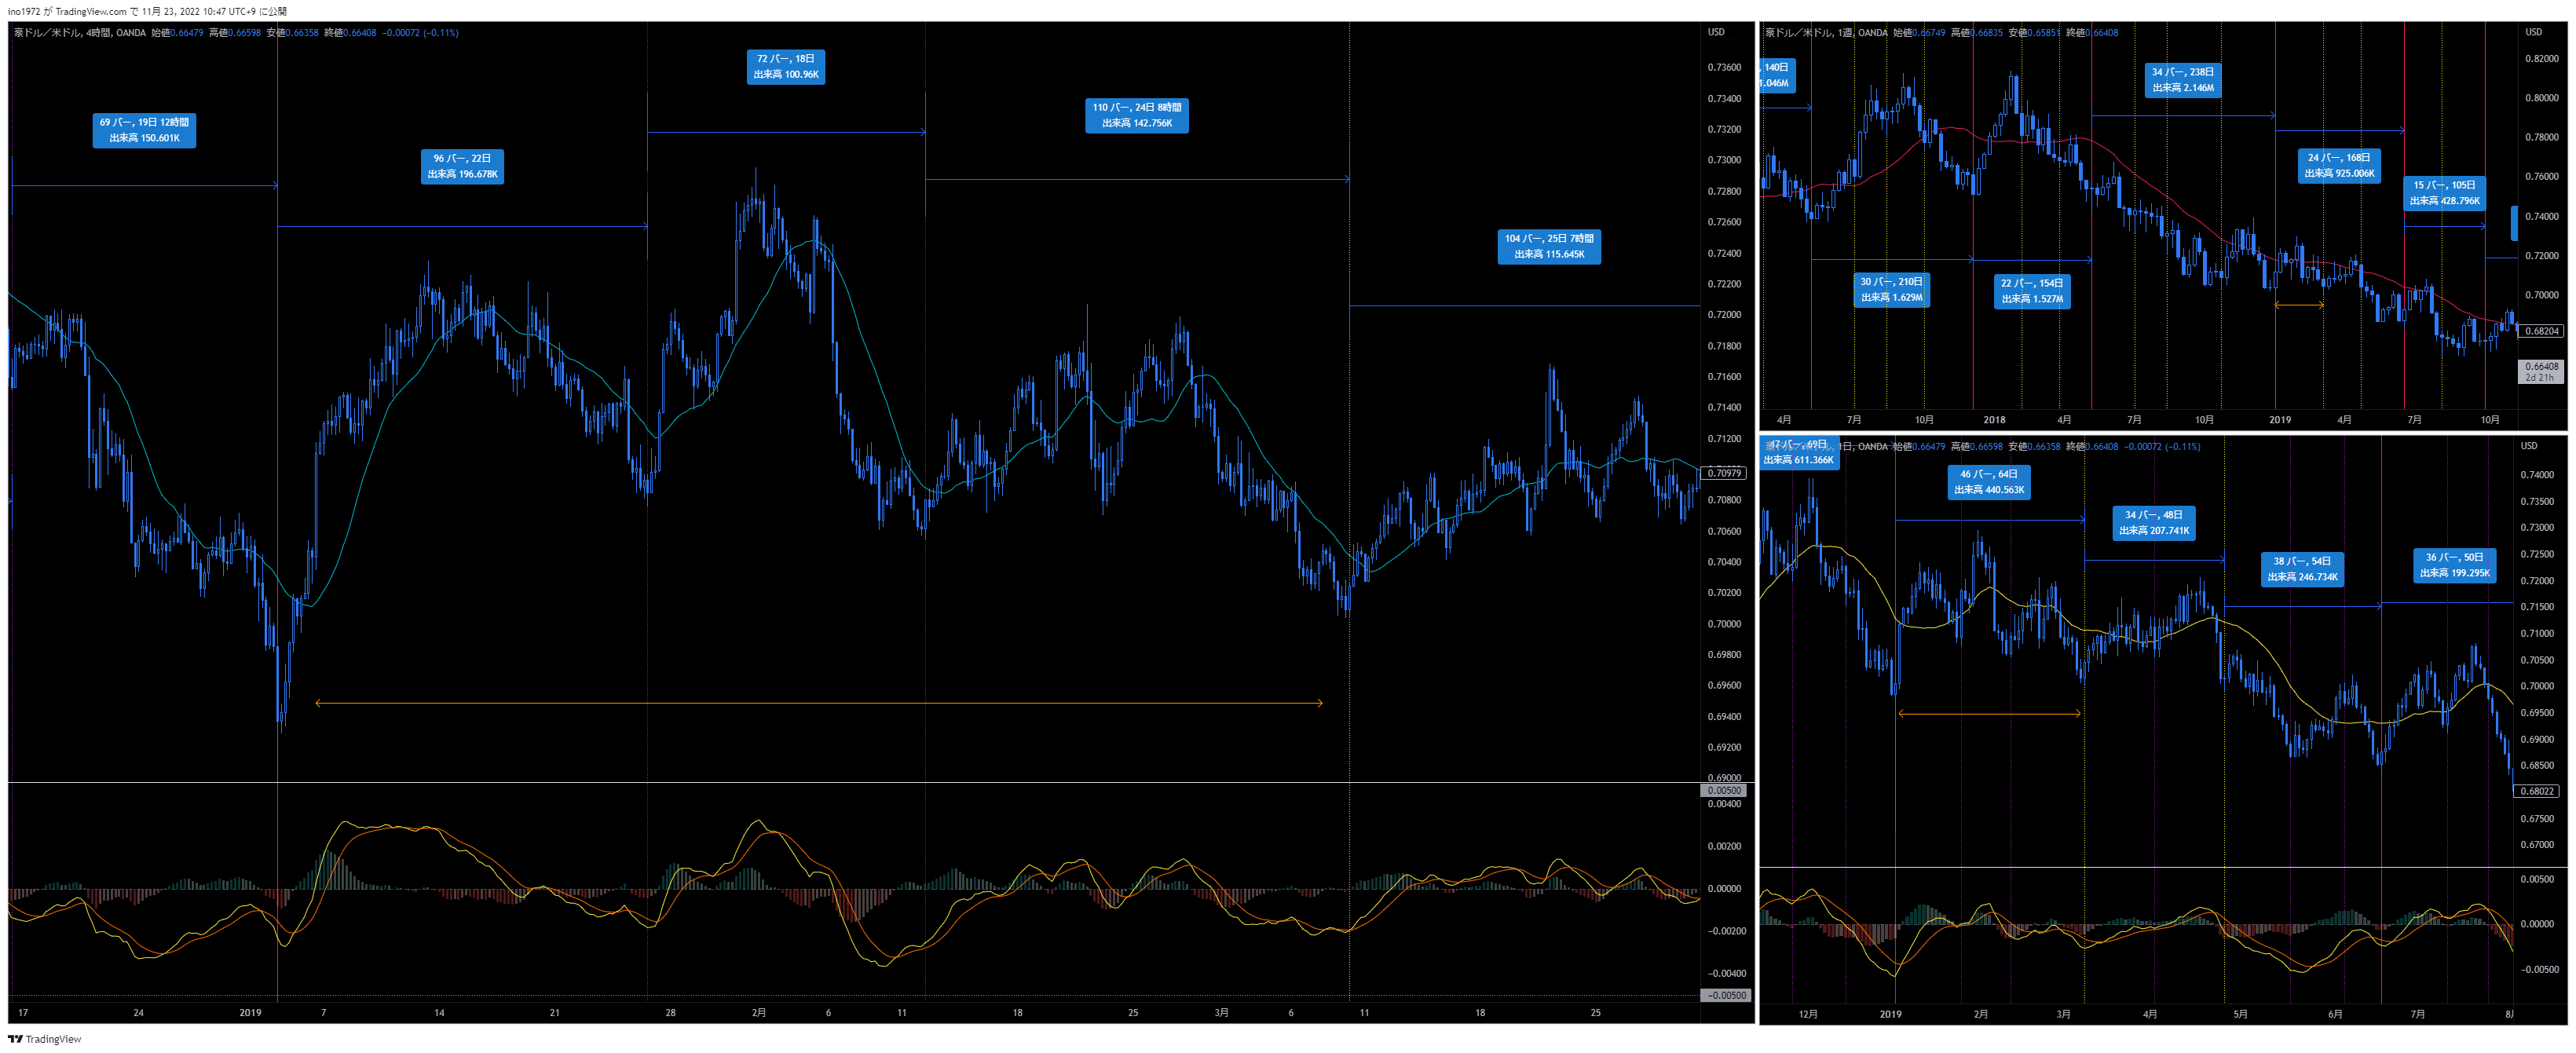 ino1972 が TradingView.com で 11月 23, 2022 10:47 UTC+9 に公開
豪ドル／米ドル, 4時間, OANDA 始値0.66479 高値0.66598 安値0.66358 終値0.66408 −0.00072 (−0.11%)
USD
72 バー, 18日
出来高 100.96K
110 バー, 24日 8時間
出来高 142.756K
69 バー, 19日 12時間
出来高 150.601K
96 バー, 22日
出来高 196.678K
104 バー, 25日 7時間
出来高 115.645K
0.73600
0.73400
0.73200
0.73000
0.72800
0.72600
0.72400
0.72200
0.72000
0.71800
0.71600
0.71400
0.71200
0.70979
0.70800
0.70600
0.70400
0.70200
0.70000
0.69800
0.69600
0.69400
0.69200
0.69000
0.00500
0.00400
0.00200
0.00000
−0.00200
−0.00400
−0.00500
17 24 2019 7 14 21 28 2月 6 11 18 25 3月 6 11 18 25
豪ドル／米ドル, 1週, OANDA 始値0.66749 高値0.66835 安値0.65851 終値0.66408
USD
, 140日
1.046M
34 バー, 238日
出来高 2.146M
24 バー, 168日
出来高 925.006K
15 バー, 105日
出来高 428.796K
30 バー, 210日
出来高 1.629M
22 バー, 154日
出来高 1.527M
0.82000
0.80000
0.78000
0.76000
0.74000
0.72000
0.70000
0.68204
0.66408
2d 21h
4月 7月 10月 2018 4月 7月 10月 2019 4月 7月 10月
47 バー, 69日
出来高 611.366K
1日, OANDA 始値0.66479 高値0.66598 安値0.66358 終値0.66408 −0.00072 (−0.11%)
USD
46 バー, 64日
出来高 440.563K
34 バー, 48日
出来高 207.741K
38 バー, 54日
出来高 246.734K
36 バー, 50日
出来高 199.295K
0.74000
0.73500
0.73000
0.72500
0.72000
0.71500
0.71000
0.70500
0.70000
0.69500
0.69000
0.68500
0.68022
0.67500
0.67000
0.00500
0.00000
−0.00500
12月 2019 2月 3月 4月 5月 6月 7月
TradingView